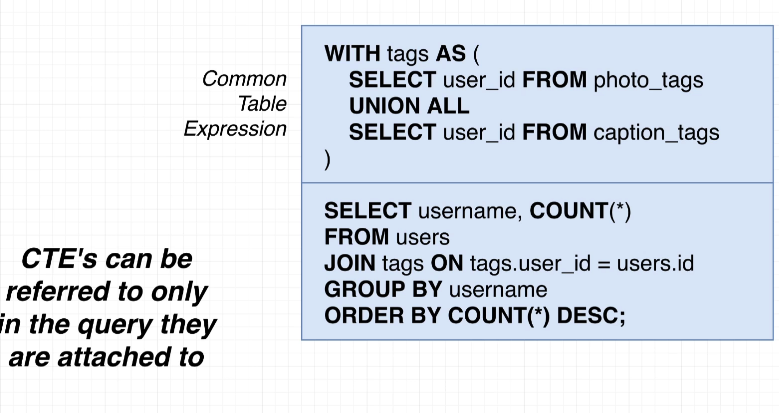 Common
Table
Expression
WITH tags AS (
SELECT user_id FROM photo_tags
UNION ALL
SELECT user_id FROM caption_tags
)
SELECT username, COUNT(*)
FROM users
JOIN tags ON tags.user_id = users.id
GROUP BY username
ORDER BY COUNT(*) DESC;
CTE's can be
referred to only
in the query they
are attached to